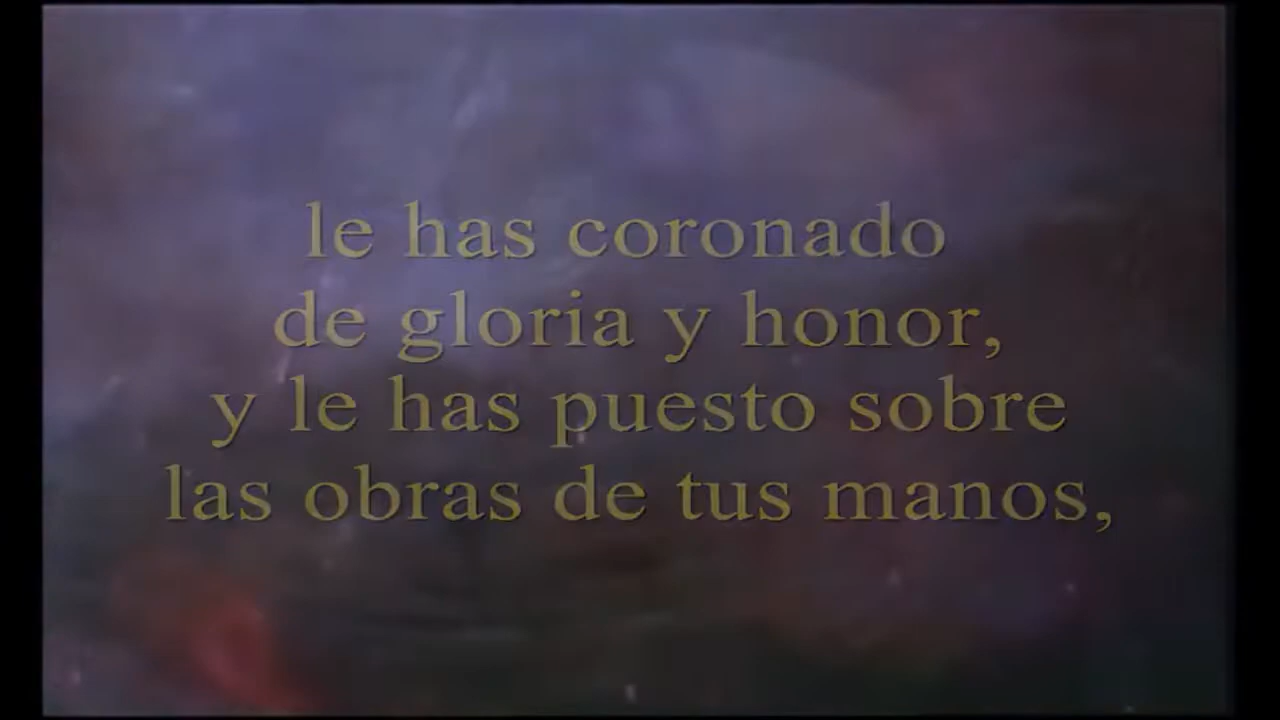 le has coronado
de gloria y honor,
y le has puesto sobre
las obras de tus manos,